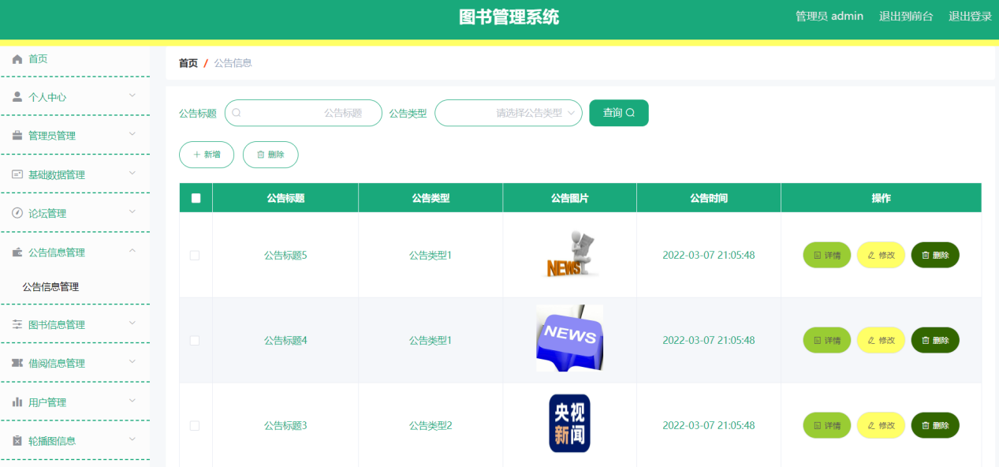 图书管理系统
管理员 admin 退出到前台 退出登录
首页
个人中心
管理员管理
基础数据管理
论坛管理
公告信息管理
公告信息管理
图书信息管理
借阅信息管理
用户管理
轮播图信息
首页 / 公告信息
公告标题 公告标题 公告类型 请选择公告类型 查询
+ 新增 删除
公告标题 公告类型 公告图片 公告时间 操作
公告标题5 公告类型1 NEWS 2022-03-07 21:05:48 详情 修改 删除
公告标题4 公告类型1 NEWS 2022-03-07 21:05:48 详情 修改 删除
公告标题3 公告类型2 央视新闻 2022-03-07 21:05:48 详情 修改 删除